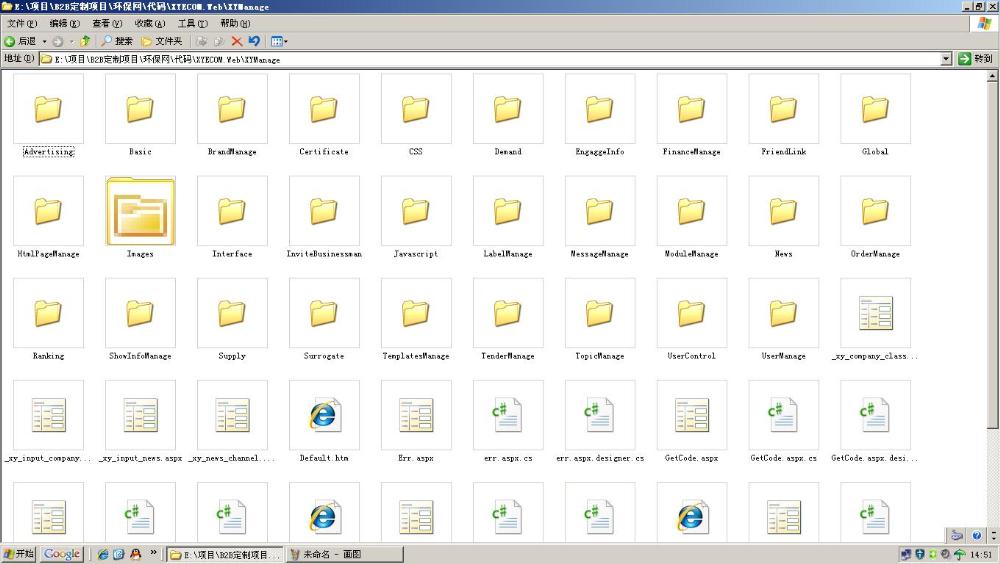 E:\项目\B2B定制项目\环保网\代码\XYECOM.Web\XYManage
文件(F) 编辑(E) 查看(V) 收藏(A) 工具(T) 帮助(H)
后退 搜索 文件夹
地址(D) E:\项目\B2B定制项目\环保网\代码\XYECOM.Web\XYManage 转到
Advertising Basic BrandManage Certificate CSS Demand EngaggeInfo FinanceManage FriendLink Global
HtmlPageManage Images Interface InviteBusinessman Javascript LabelManage MessageManage ModuleManage News OrderManage
Ranking ShowInfoManage Supply Surrogate TemplatesManage TenderManage TopicManage UserControl UserManage _xy_company_class...
_xy_input_company... _xy_input_news.aspx _xy_news_channel.... Default.htm Err.aspx err.aspx.cs err.aspx.designer.cs GetCode.aspx GetCode.aspx.cs GetCode.aspx.desi...
开始 Google » E:\项目\B2B定制项目... 未命名 - 画图 14:51